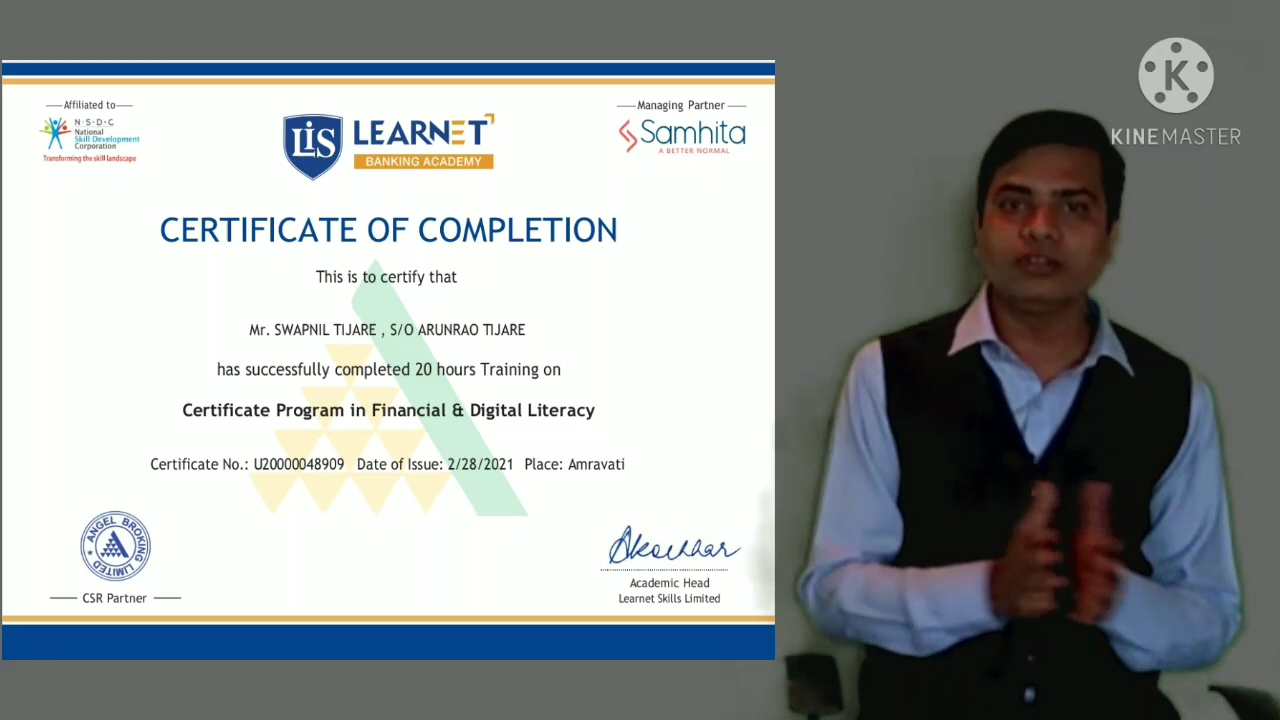 Affiliated to
N·S·D·C
National
Skill Development
Corporation
Transforming the skill landscape
LiS
LEARNET
BANKING ACADEMY
Managing Partner
Samhita
A BETTER NORMAL
K
KINEMASTER
CERTIFICATE OF COMPLETION
This is to certify that
Mr. SWAPNIL TIJARE , S/O ARUNRAO TIJARE
has successfully completed 20 hours Training on
Certificate Program in Financial & Digital Literacy
Certificate No.: U20000048909 Date of Issue: 2/28/2021 Place: Amravati
ANGEL BROKING
LIMITED
CSR Partner
Academic Head
Learnet Skills Limited